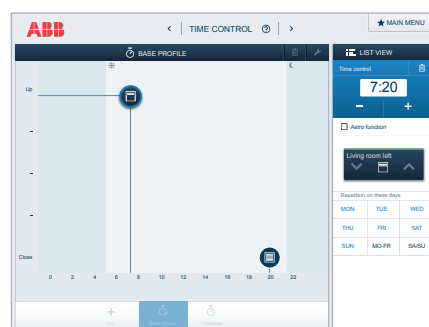 ABB
< TIME CONTROL ? >
★ MAIN MENU
BASE PROFILE
LIST VIEW
Time control
7:20
− +
Astro function
Living room left
Repetition on these days
MON TUE WED
THU FRI SAT
SUN MO-FR SA/SU
Up
Close
0 2 4 6 8 10 12 14 16 18 20 22